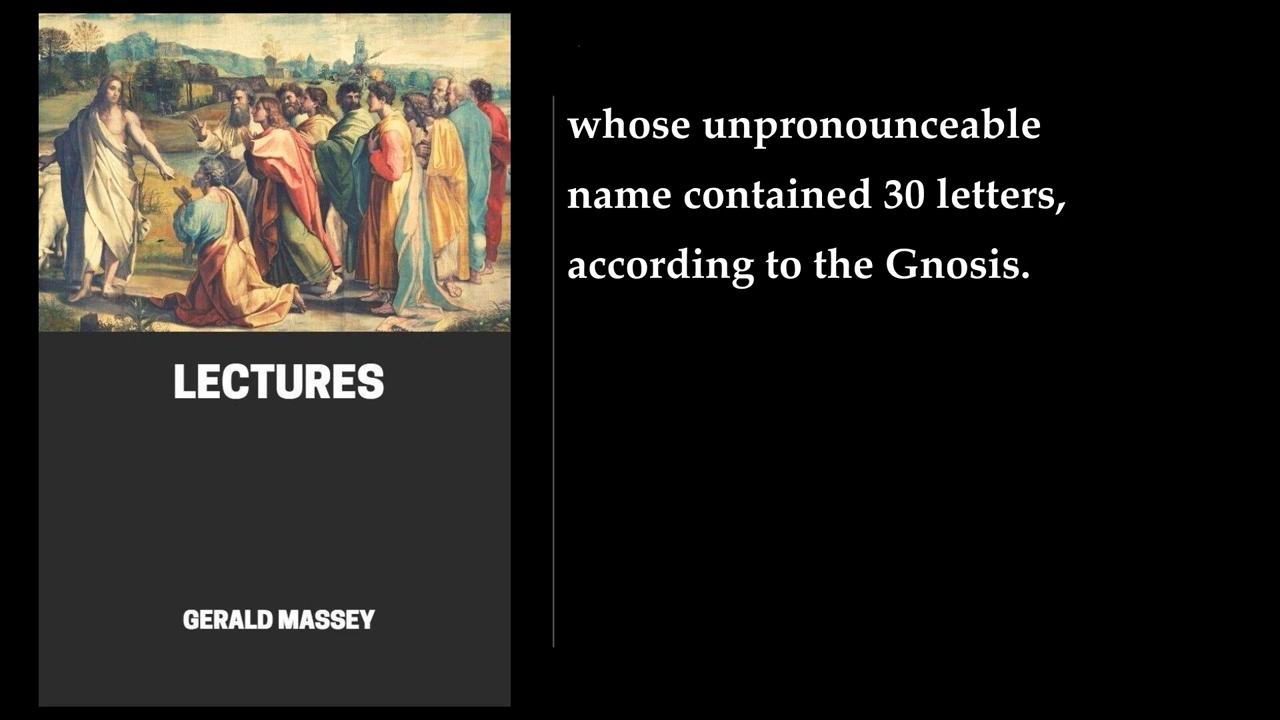 LECTURES
GERALD MASSEY
whose unpronounceable
name contained 30 letters,
according to the Gnosis.